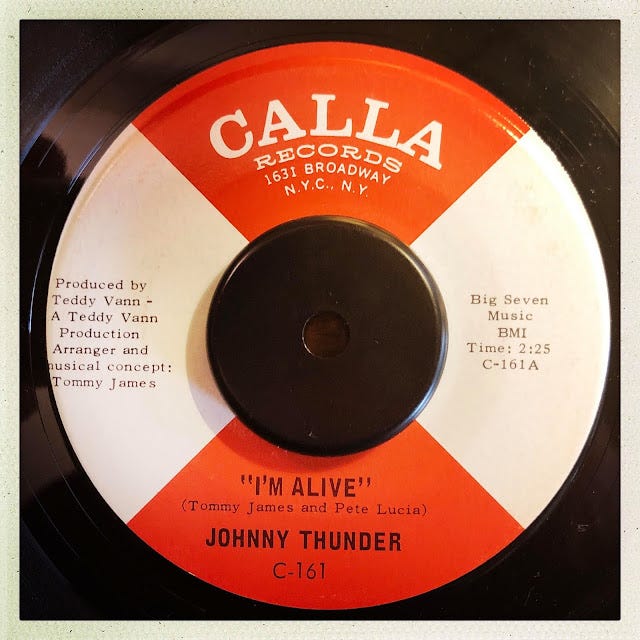 CALLA
RECORDS
1631 BROADWAY
N.Y.C., N.Y.
Produced by
Teddy Vann -
A Teddy Vann
Production
Arranger and
musical concept:
Tommy James
Big Seven
Music
BMI
Time: 2:25
C-161A
"I'M ALIVE"
(Tommy James and Pete Lucia)
JOHNNY THUNDER
C-161